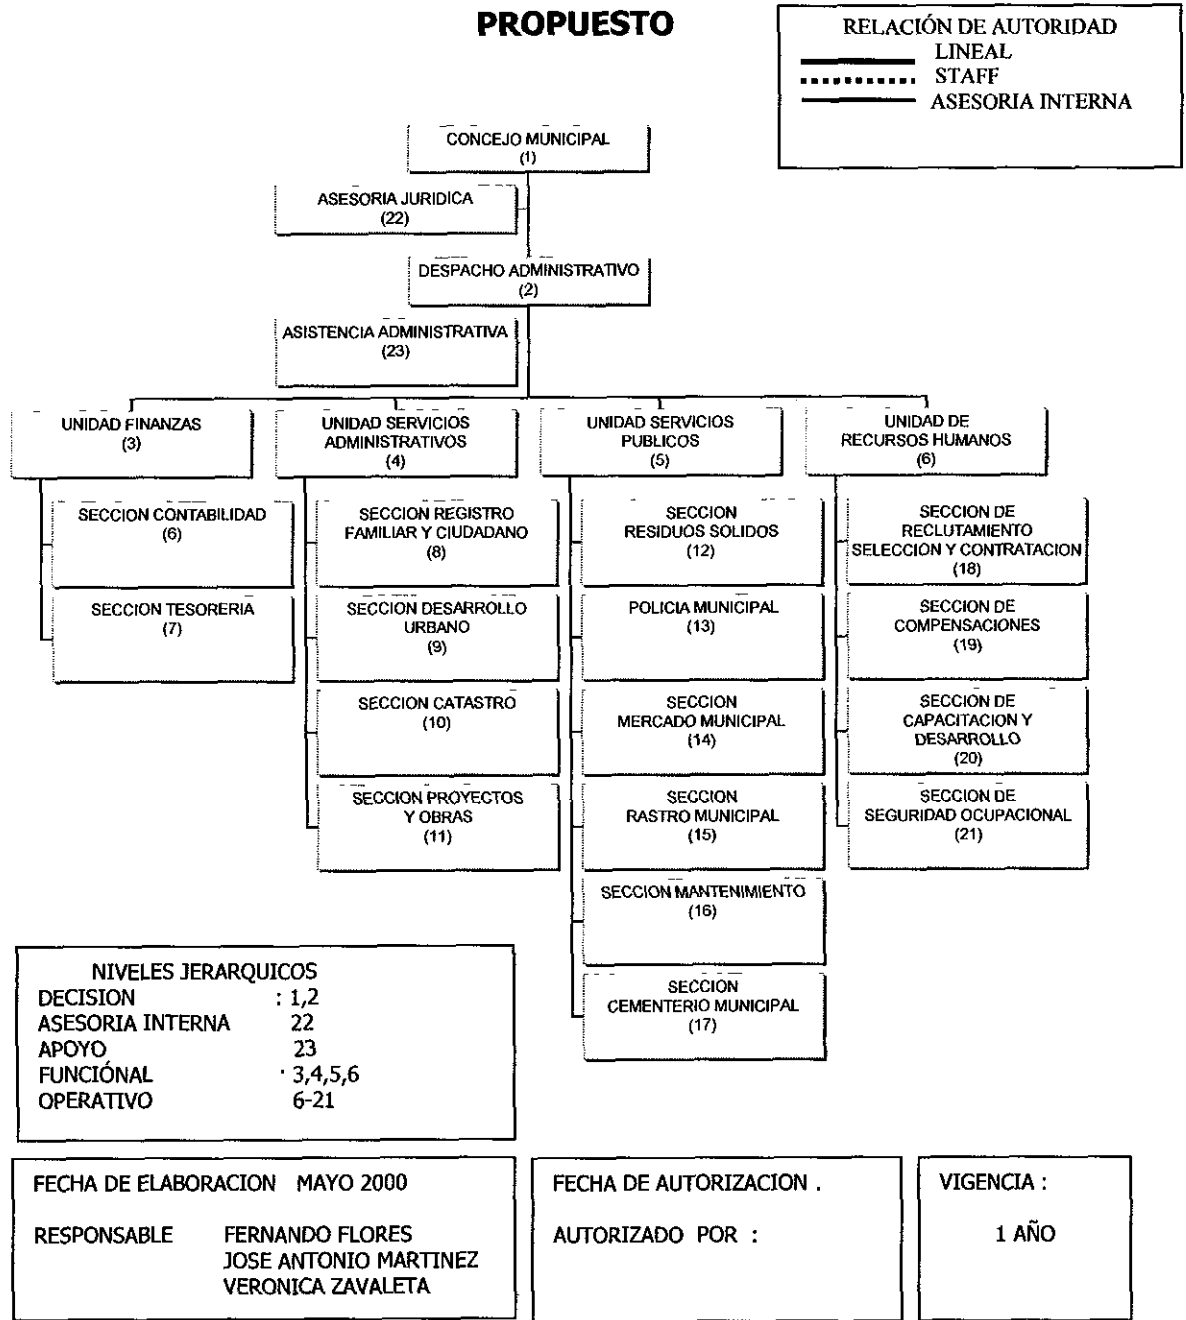 PROPUESTO
RELACIÓN DE AUTORIDAD
LINEAL
STAFF
ASESORIA INTERNA
CONCEJO MUNICIPAL
(1)
ASESORIA JURIDICA
(22)
DESPACHO ADMINISTRATIVO
(2)
ASISTENCIA ADMINISTRATIVA
(23)
UNIDAD FINANZAS
(3)
UNIDAD SERVICIOS
ADMINISTRATIVOS
(4)
UNIDAD SERVICIOS
PUBLICOS
(5)
UNIDAD DE
RECURSOS HUMANOS
(6)
SECCION CONTABILIDAD
(6)
SECCION TESORERIA
(7)
SECCION REGISTRO
FAMILIAR Y CIUDADANO
(8)
SECCION DESARROLLO
URBANO
(9)
SECCION CATASTRO
(10)
SECCION PROYECTOS
Y OBRAS
(11)
SECCION
RESIDUOS SOLIDOS
(12)
POLICIA MUNICIPAL
(13)
SECCION
MERCADO MUNICIPAL
(14)
SECCION
RASTRO MUNICIPAL
(15)
SECCION MANTENIMIENTO
(16)
SECCION
CEMENTERIO MUNICIPAL
(17)
SECCION DE
RECLUTAMIENTO
SELECCION Y CONTRATACION
(18)
SECCION DE
COMPENSACIONES
(19)
SECCION DE
CAPACITACION Y
DESARROLLO
(20)
SECCION DE
SEGURIDAD OCUPACIONAL
(21)
NIVELES JERARQUICOS
DECISION : 1,2
ASESORIA INTERNA 22
APOYO 23
FUNCIÓNAL · 3,4,5,6
OPERATIVO 6-21
FECHA DE ELABORACION MAYO 2000
RESPONSABLE FERNANDO FLORES
JOSE ANTONIO MARTINEZ
VERONICA ZAVALETA
FECHA DE AUTORIZACION .
AUTORIZADO POR :
VIGENCIA :
1 AÑO